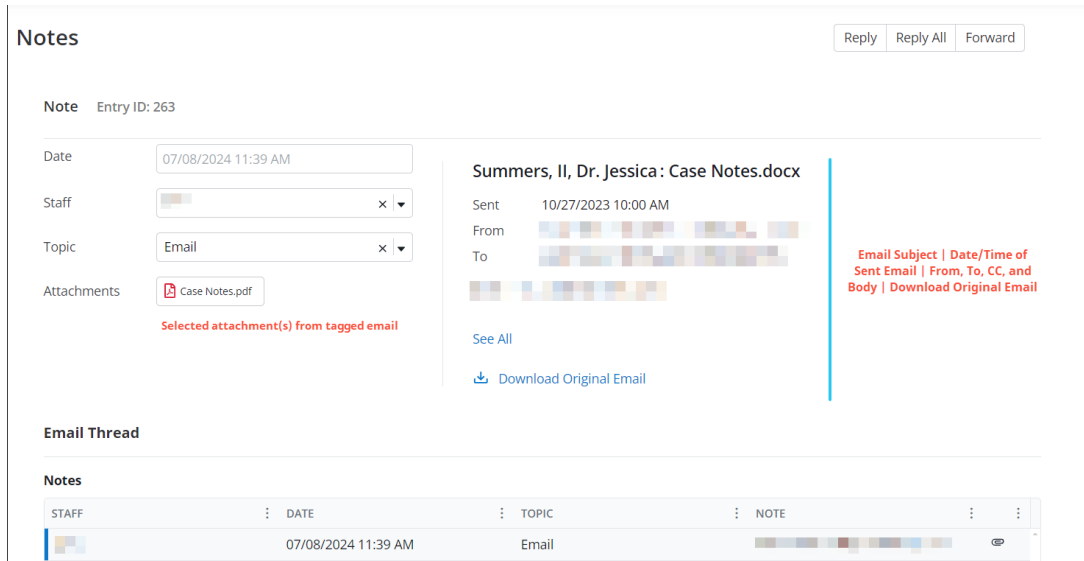 Notes
Reply Reply All Forward
Note Entry ID: 263
Date 07/08/2024 11:39 AM
Staff
Topic Email
Attachments Case Notes.pdf
Selected attachment(s) from tagged email
Summers, II, Dr. Jessica : Case Notes.docx
Sent 10/27/2023 10:00 AM
From
To
See All
Download Original Email
Email Subject | Date/Time of
Sent Email | From, To, CC, and
Body | Download Original Email
Email Thread
Notes
STAFF DATE TOPIC NOTE
07/08/2024 11:39 AM Email